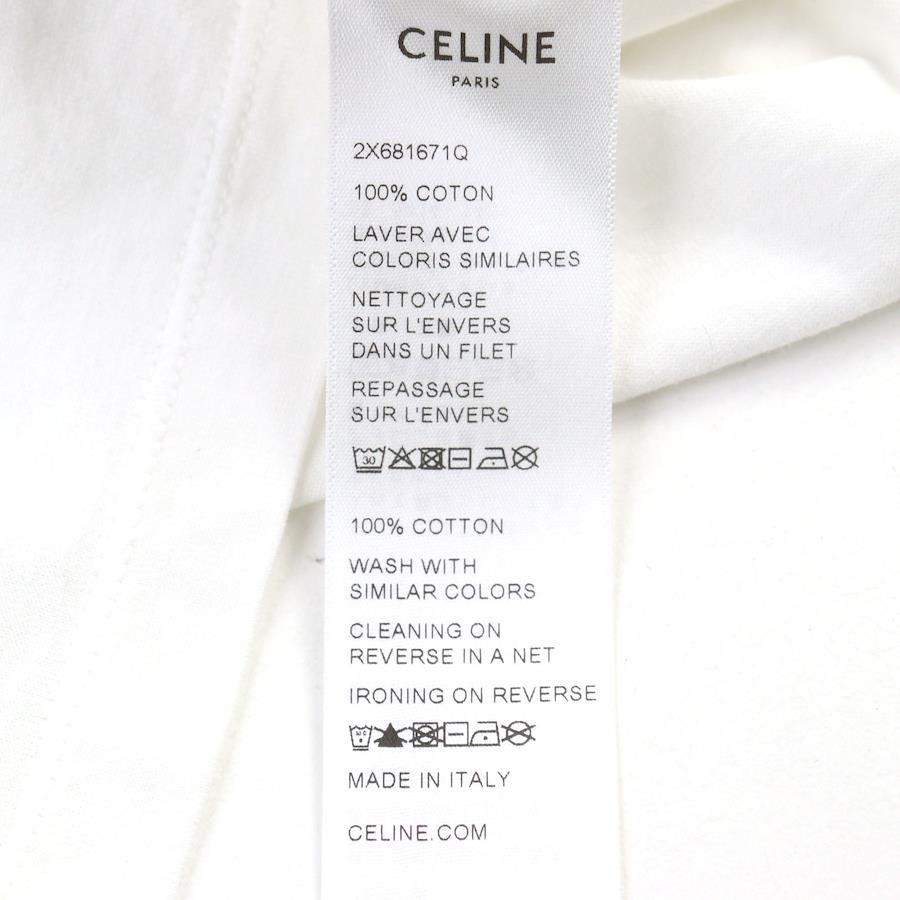 CELINE
PARIS
2X681671Q
100% COTON
LAVER AVEC
COLORIS SIMILAIRES
NETTOYAGE
SUR L'ENVERS
DANS UN FILET
REPASSAGE
SUR L'ENVERS
30
100% COTTON
WASH WITH
SIMILAR COLORS
CLEANING ON
REVERSE IN A NET
IRONING ON REVERSE
MADE IN ITALY
CELINE.COM